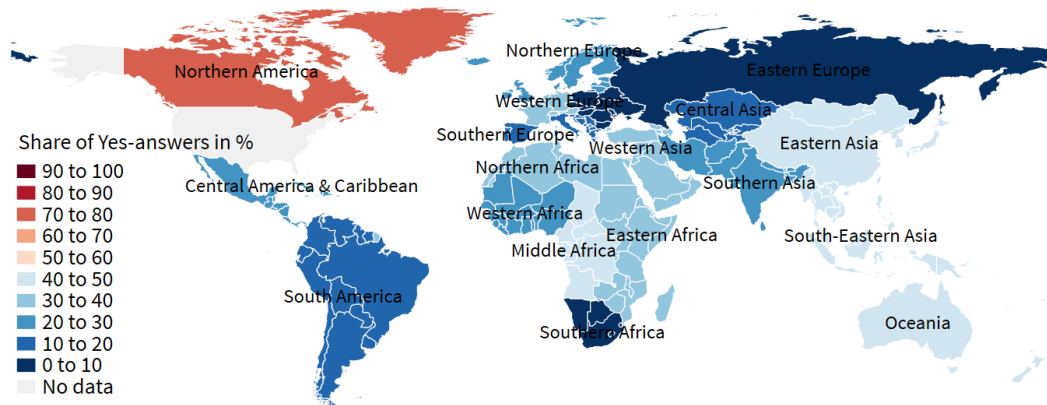 Northern America
Northern Europe
Eastern Europe
Western Europe
Central Asia
Southern Europe
Share of Yes-answers in %
Western Asia
Eastern Asia
Northern Africa
90 to 100
80 to 90
Central America & Caribbean
Southern Asia
70 to 80
Western Africa
60 to 70
Eastern Africa
South-Eastern Asia
50 to 60
Middle Africa
40 to 50
30 to 40
South America
20 to 30
Oceania
Southern Africa
10 to 20
0 to 10
No data